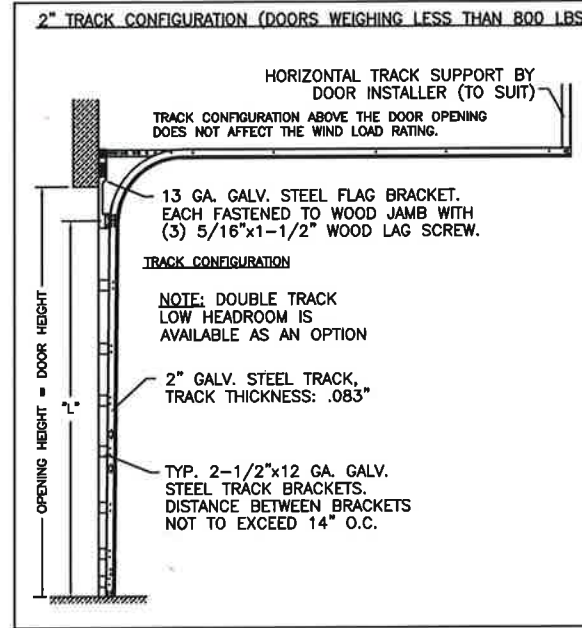 2" TRACK CONFIGURATION (DOORS WEIGHING LESS THAN 800 LBS
HORIZONTAL TRACK SUPPORT BY
DOOR INSTALLER (TO SUIT)
TRACK CONFIGURATION ABOVE THE DOOR OPENING
DOES NOT AFFECT THE WIND LOAD RATING.
13 GA. GALV. STEEL FLAG BRACKET.
EACH FASTENED TO WOOD JAMB WITH
(3) 5/16"x1-1/2" WOOD LAG SCREW.
TRACK CONFIGURATION
NOTE: DOUBLE TRACK
LOW HEADROOM IS
AVAILABLE AS AN OPTION
OPENING HEIGHT = DOOR HEIGHT
"L"
2" GALV. STEEL TRACK,
TRACK THICKNESS: .083"
TYP. 2-1/2"x12 GA. GALV.
STEEL TRACK BRACKETS.
DISTANCE BETWEEN BRACKETS
NOT TO EXCEED 14" O.C.